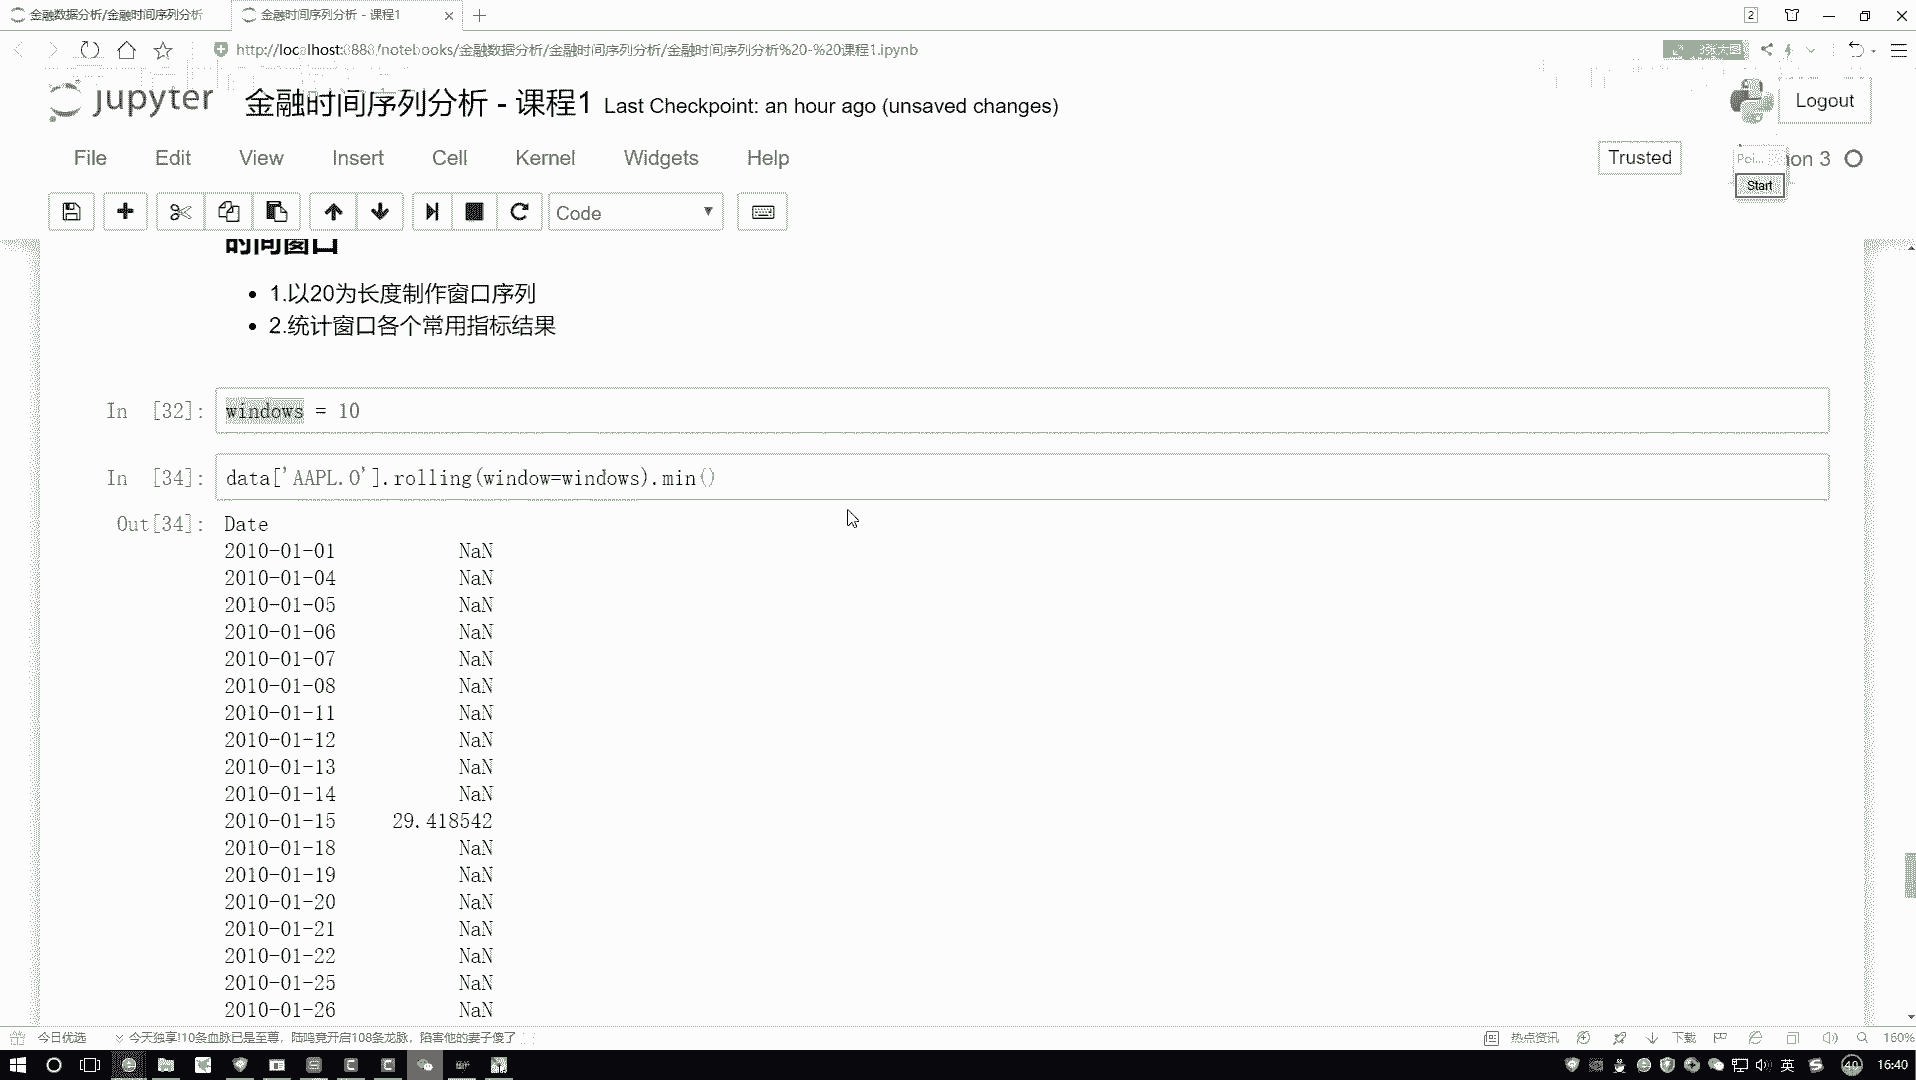 金融数据分析/金融时间序列分析
金融时间序列分析 - 课程1
2
http://localhost:8888/notebooks/金融数据分析/金融时间序列分析/金融时间序列分析%20-%20课程1.ipynb
3张大图
jupyter 金融时间序列分析 - 课程1 Last Checkpoint: an hour ago (unsaved changes)
Logout
File Edit View Insert Cell Kernel Widgets Help
Trusted
on 3
Start
Code
时间窗口
1.以20为长度制作窗口序列
2.统计窗口各个常用指标结果
In [32]: windows = 10
In [34]: data['AAPL.O'].rolling(window=windows).min()
Out[34]: Date
2010-01-01 NaN
2010-01-04 NaN
2010-01-05 NaN
2010-01-06 NaN
2010-01-07 NaN
2010-01-08 NaN
2010-01-11 NaN
2010-01-12 NaN
2010-01-13 NaN
2010-01-14 NaN
2010-01-15 29.418542
2010-01-18 NaN
2010-01-19 NaN
2010-01-20 NaN
2010-01-21 NaN
2010-01-22 NaN
2010-01-25 NaN
2010-01-26 NaN
今日优选 今天独享!10条血脉已是至尊，陆鸣竟开启108条龙脉，陷害他的妻子傻了
热点资讯 下载 160%
英 40 16:40